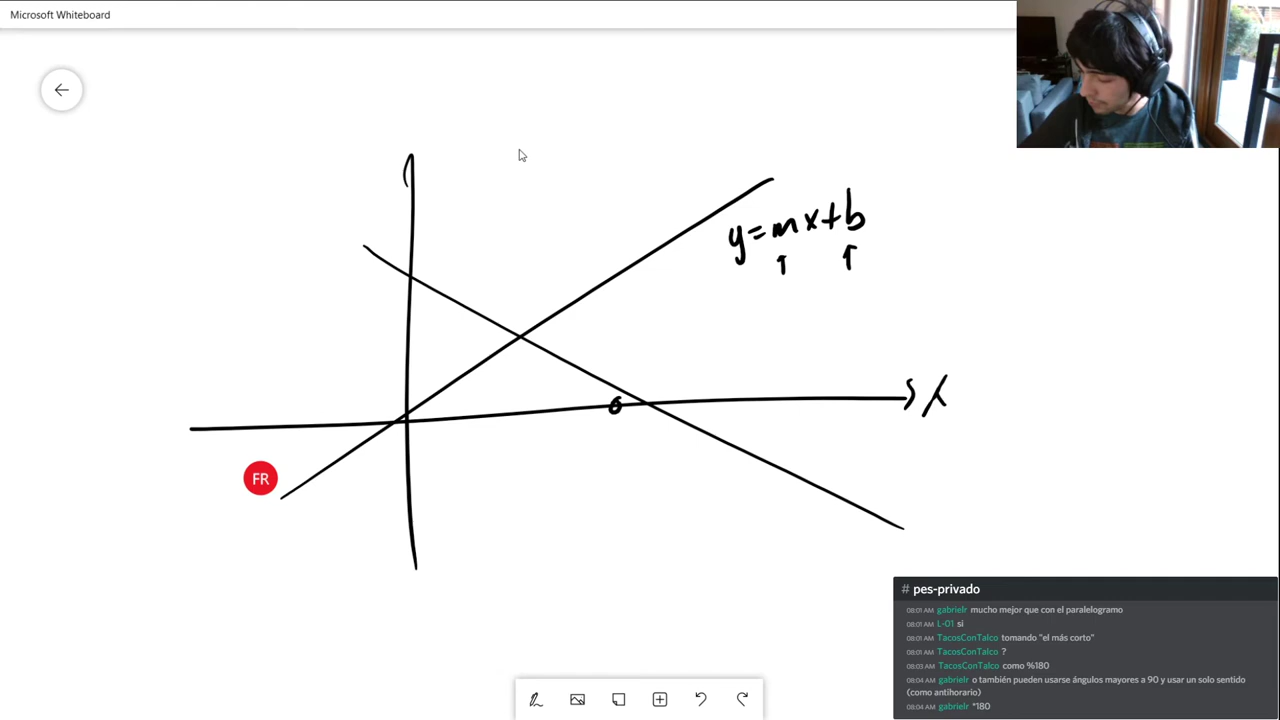 Microsoft Whiteboard
y=mx+b
x
FR
# pes-privado
08:01 AM gabrielr mucho mejor que con el paralelogramo
08:01 AM L-01 si
08:01 AM TacosConTalco tomando "el más corto"
08:01 AM TacosConTalco ?
08:03 AM TacosConTalco como %180
08:04 AM gabrielr o también pueden usarse ángulos mayores a 90 y usar un solo sentido
(como antihorario)
08:04 AM gabrielr *180